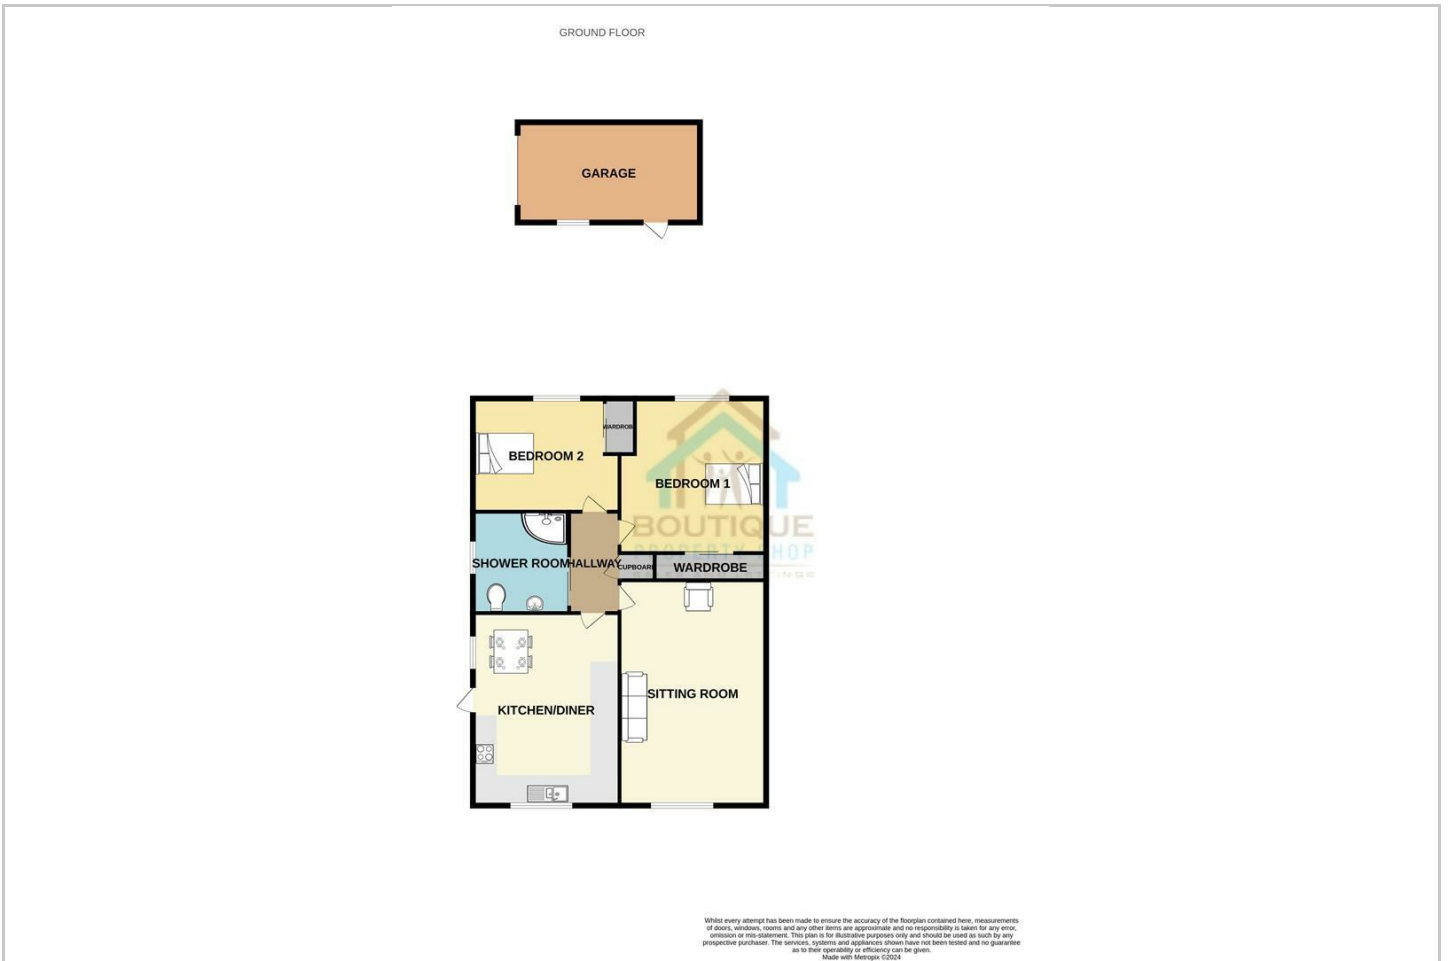 GROUND FLOOR
GARAGE
WARDROBE
BEDROOM 2
BEDROOM 1
BOUTIQUE
PROPERTY SHOP
SHOWER ROOM
HALLWAY
CUPBOARD
WARDROBE
SITTING ROOM
KITCHEN/DINER
Whilst every attempt has been made to ensure the accuracy of the floorplan contained here, measurements
of doors, windows, rooms and any other items are approximate and no responsibility is taken for any error,
omission or mis-statement. This plan is for illustrative purposes only and should be used as such by any
prospective purchaser. The services, systems and appliances shown have not been tested and no guarantee
as to their operability or efficiency can be given.
Made with Metropix ©2024